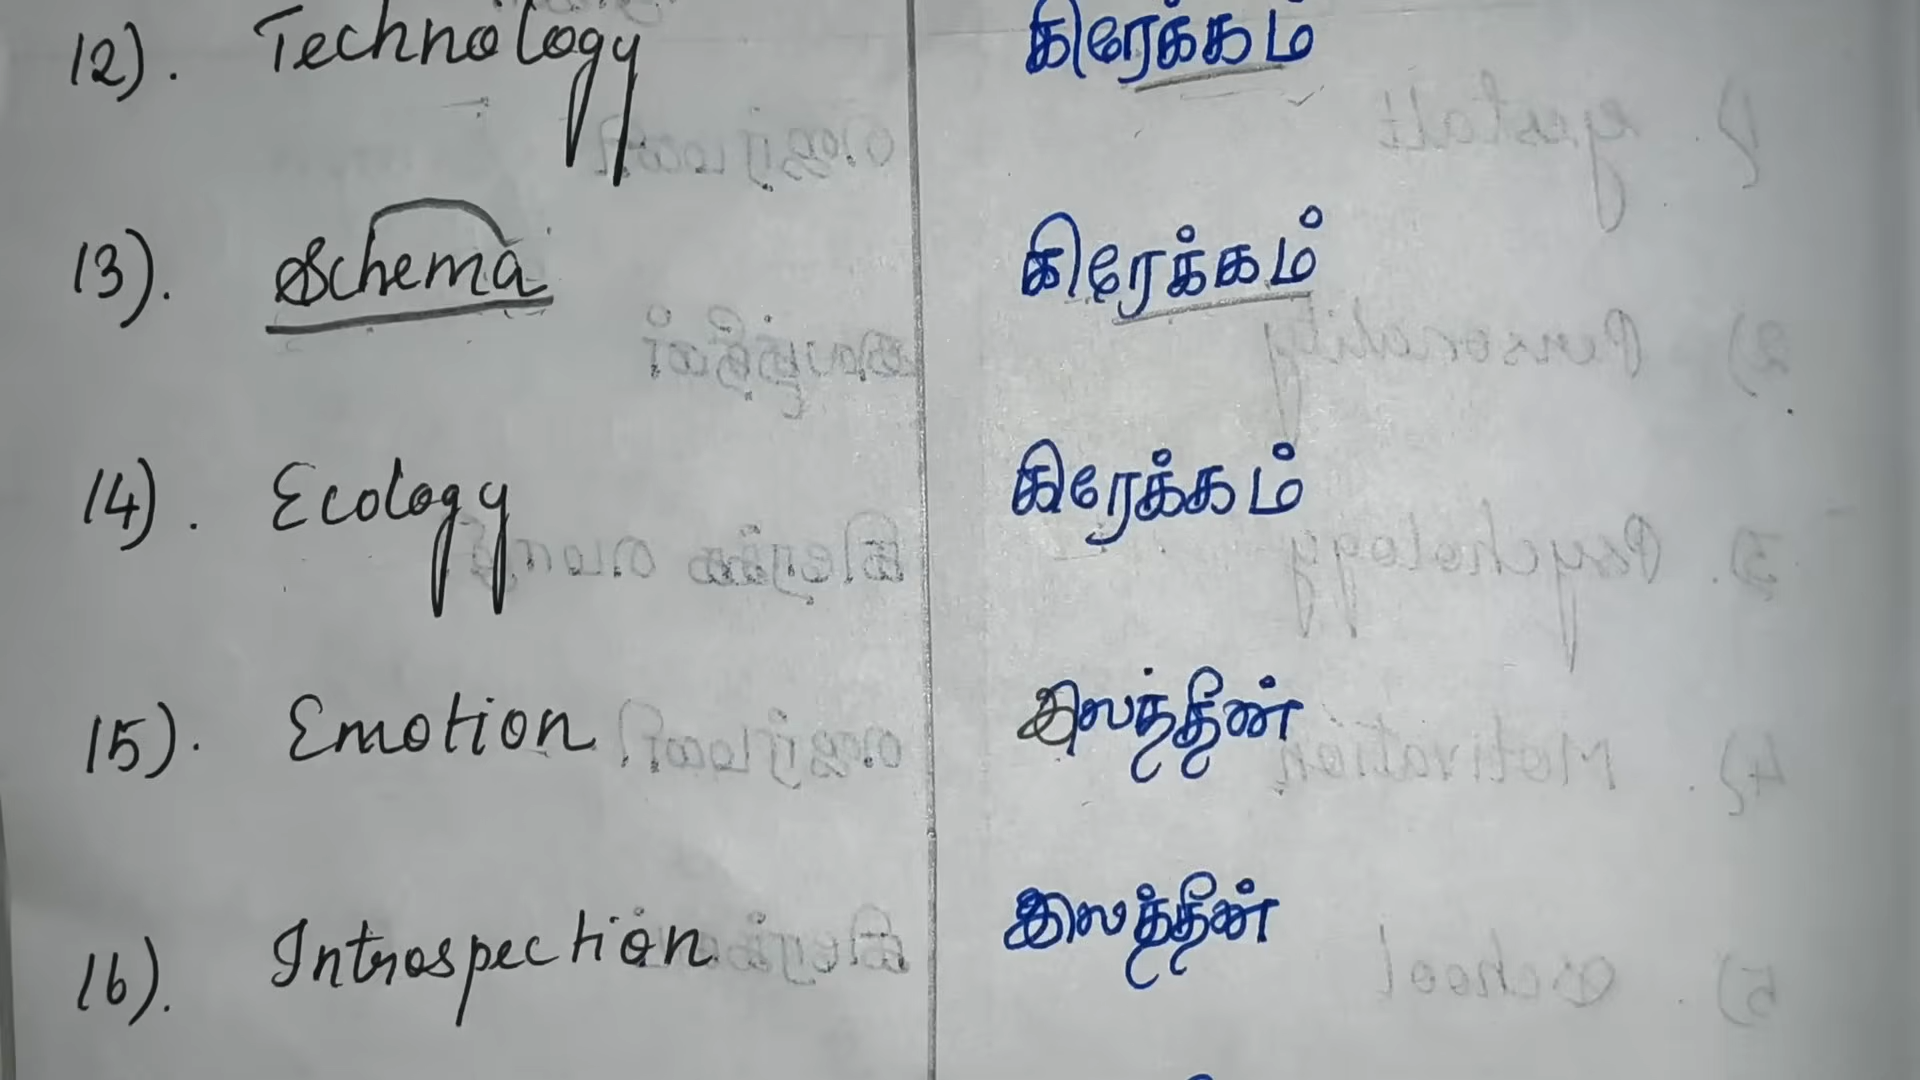 12). Technology கிரேக்கம்
13). Schema கிரேக்கம்
14). Ecology கிரேக்கம்
15). Emotion இலத்தீன்
16). Introspection இலத்தீன்